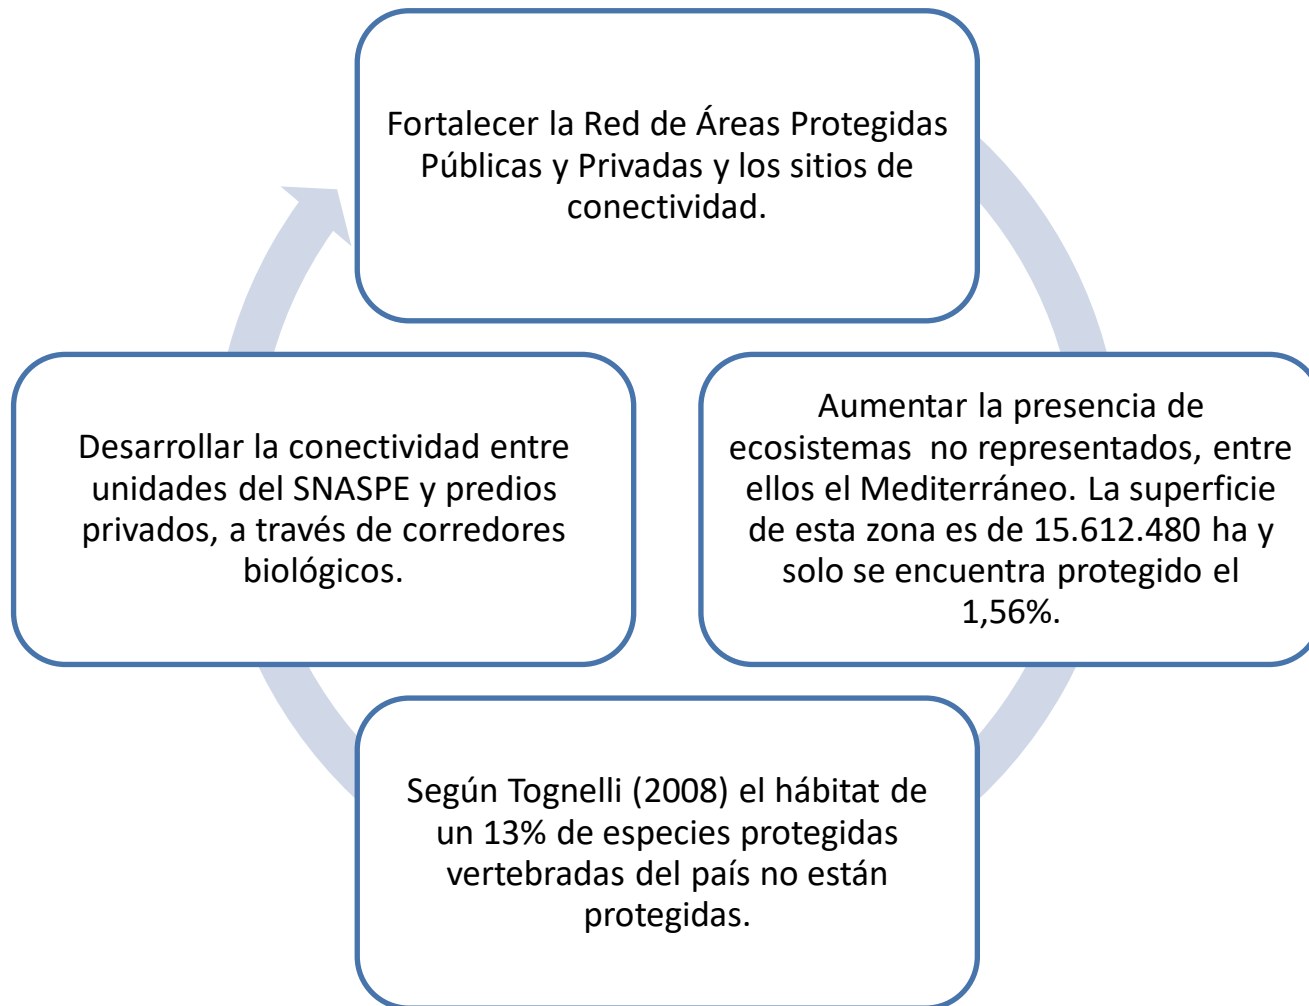 Fortalecer la Red de Áreas Protegidas
Públicas y Privadas y los sitios de
conectividad.
Aumentar la presencia de
ecosistemas  no representados, entre
ellos el Mediterráneo. La superficie
de esta zona es de 15.612.480 ha y
solo se encuentra protegido el
1,56%.
Según Tognelli (2008) el hábitat de
un 13% de especies protegidas
vertebradas del país no están
protegidas.
Desarrollar la conectividad entre
unidades del SNASPE y predios
privados, a través de corredores
biológicos.